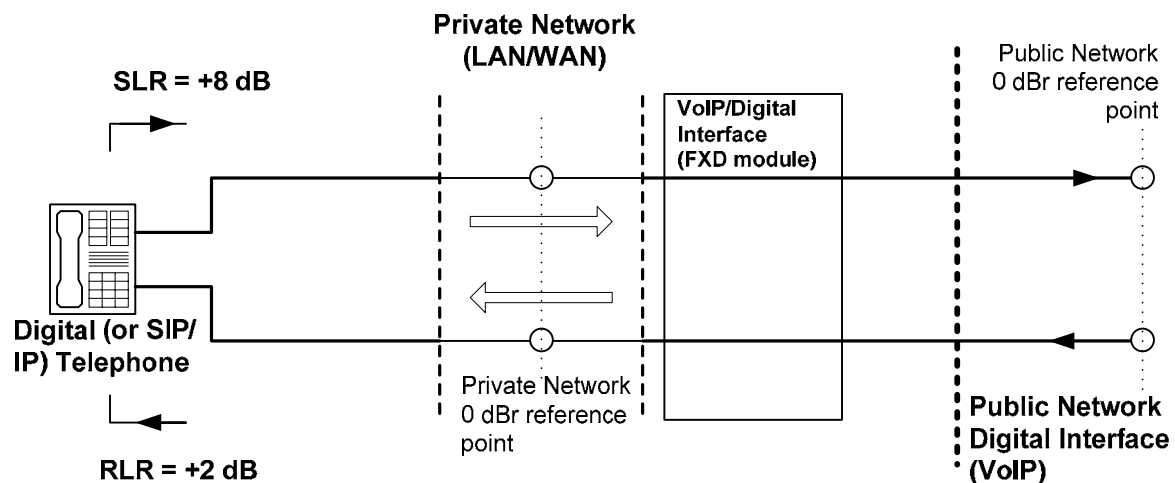 Private Network
(LAN/WAN)
SLR = +8 dB
Public Network
0 dBr reference
point
VoIP/Digital
Interface
(FXD module)
Digital (or SIP/
IP) Telephone
Private Network
0 dBr reference
point
Public Network
Digital Interface
(VoIP)
RLR = +2 dB